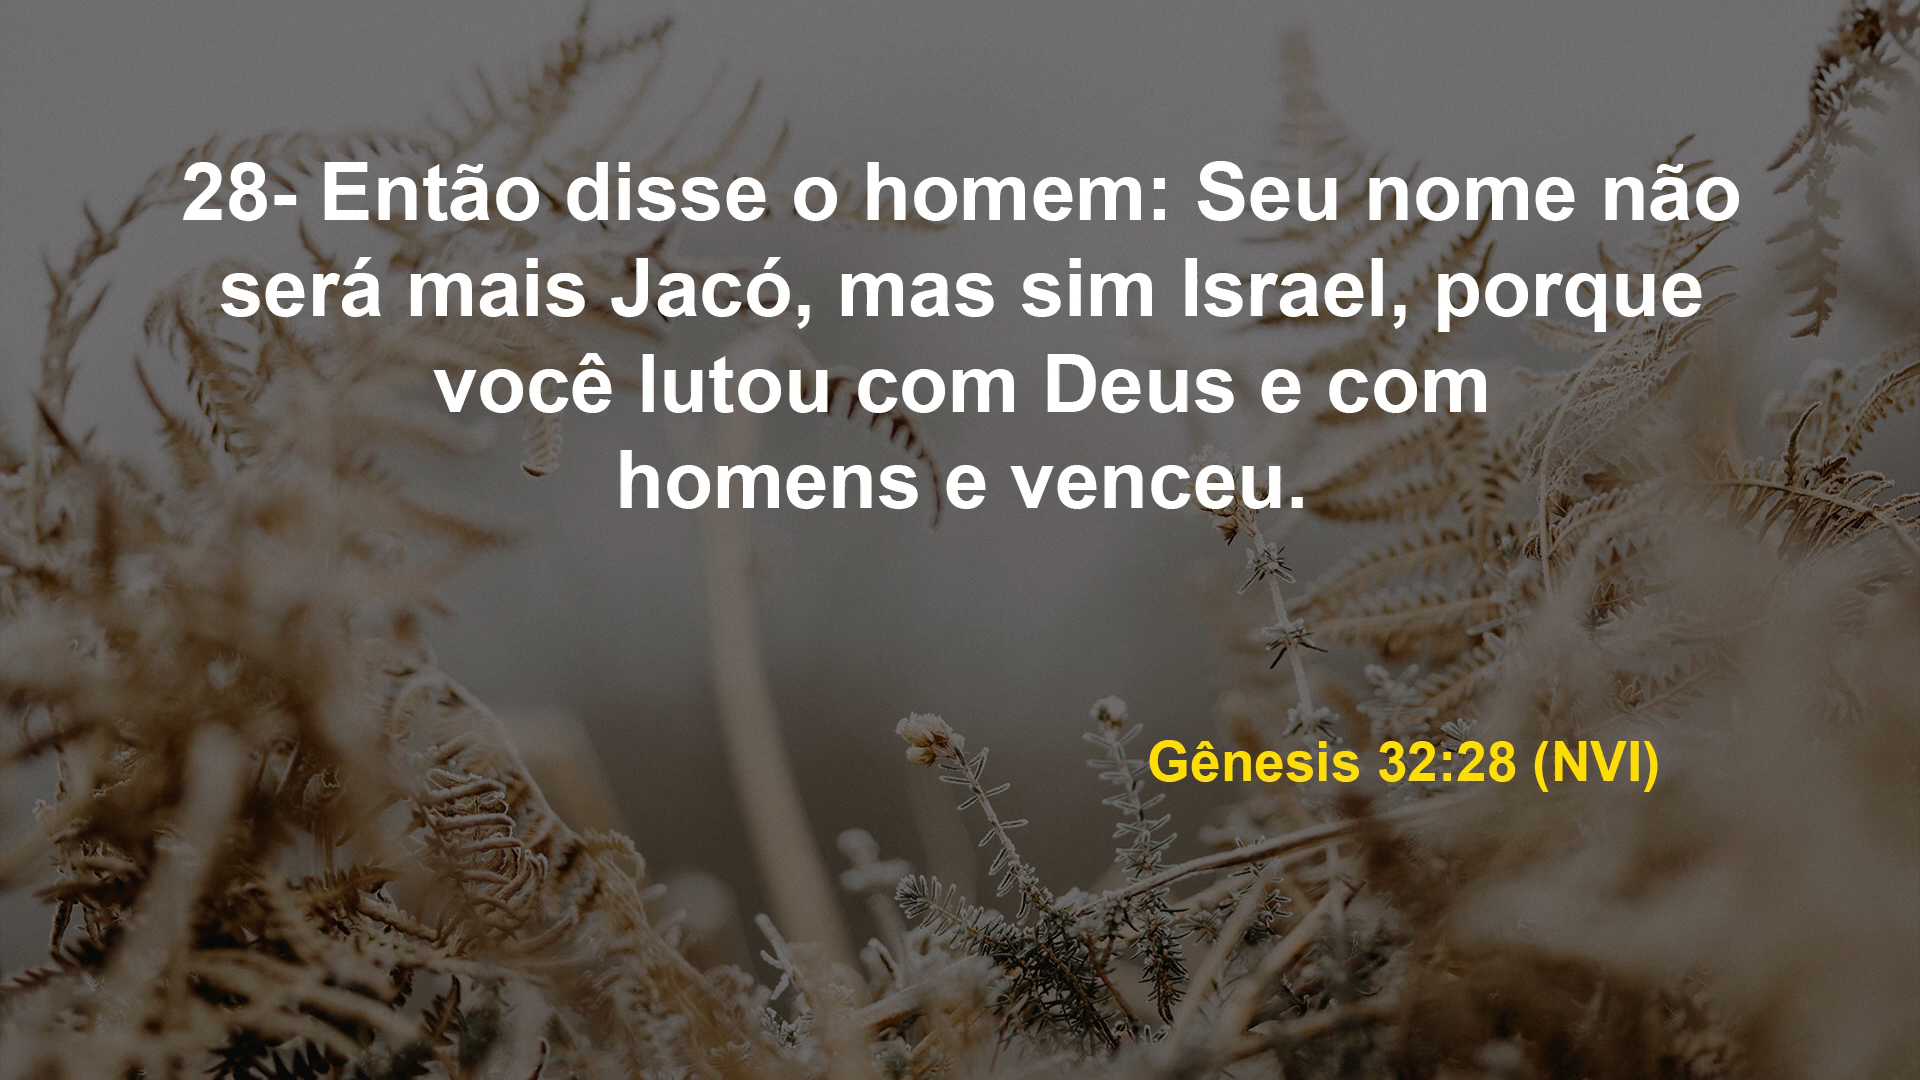 28- Então disse o homem: Seu nome não
será mais Jacó, mas sim Israel, porque
você lutou com Deus e com
homens e venceu.
Gênesis 32:28 (NVI)